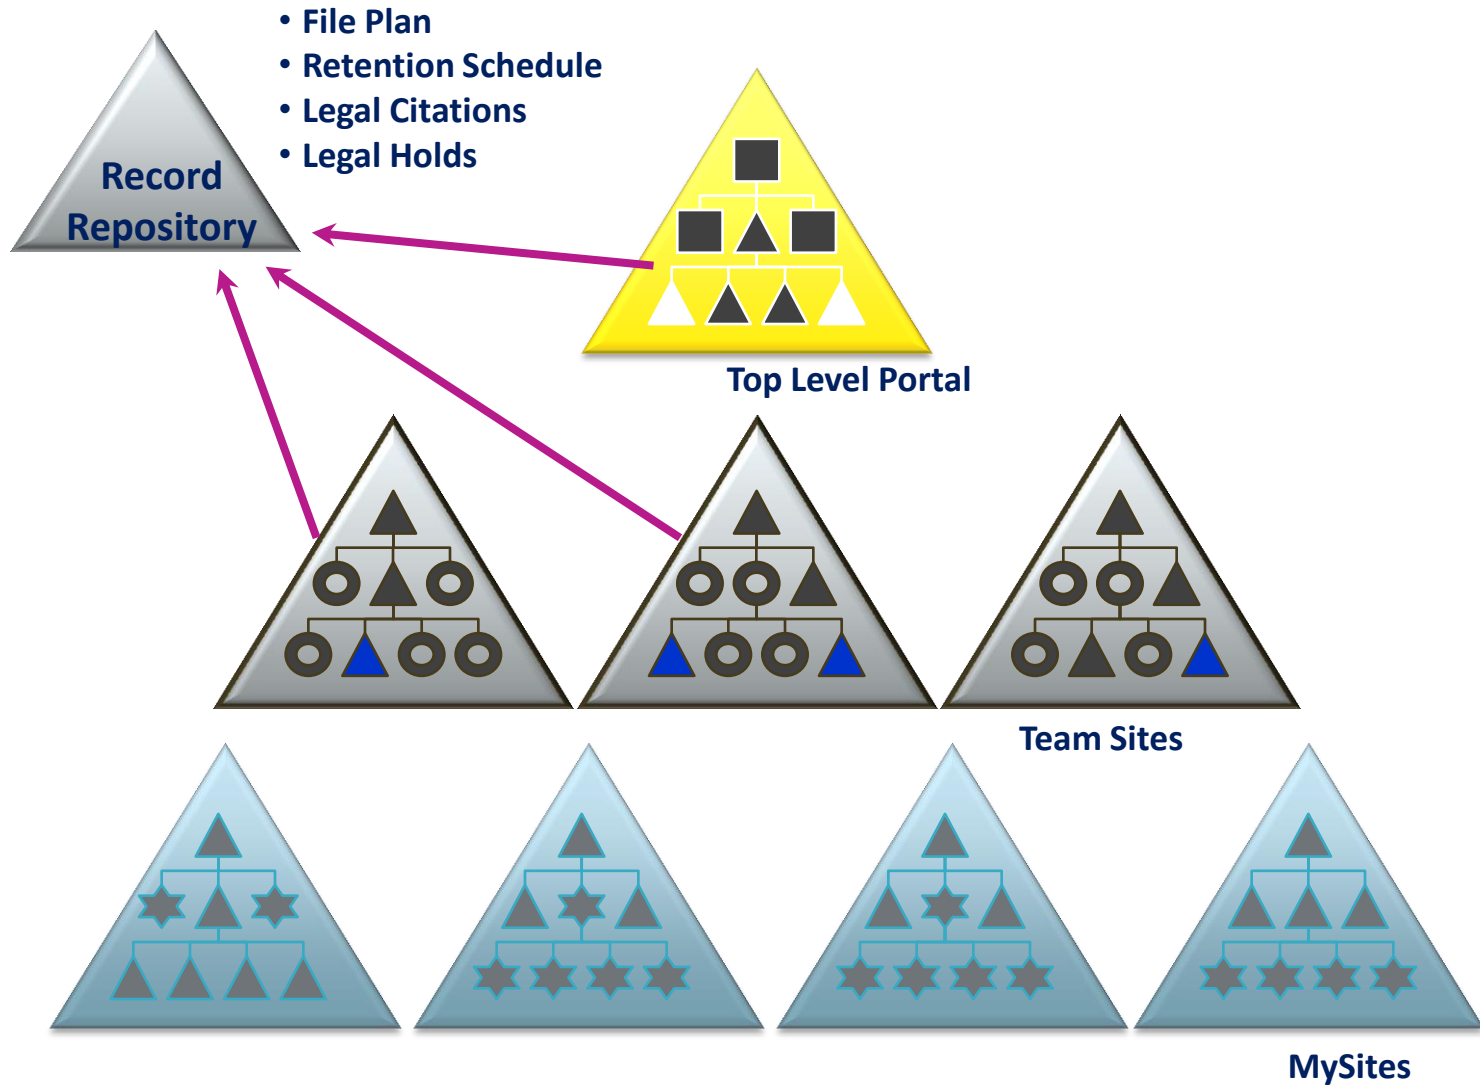 • File Plan
• Retention Schedule
• Legal Citations
• Legal Holds
Record
Repository
Top Level Portal
Team Sites
MySites